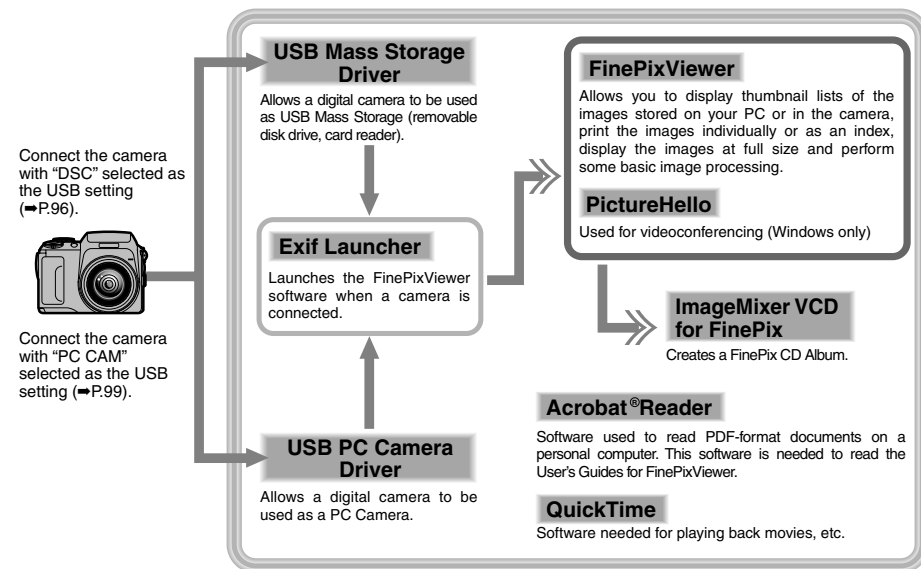 Connect the camera
with “DSC” selected as
the USB setting
(➡P.96).
Connect the camera
with “PC CAM”
selected as the USB
setting (➡P.99).
USB Mass Storage
Driver
Allows a digital camera to be used
as USB Mass Storage (removable
disk drive, card reader).
Exif Launcher
Launches the FinePixViewer
software when a camera is
connected.
USB PC Camera
Driver
Allows a digital camera to be
used as a PC Camera.
FinePixViewer
Allows you to display thumbnail lists of the
images stored on your PC or in the camera,
print the images individually or as an index,
display the images at full size and perform
some basic image processing.
PictureHello
Used for videoconferencing (Windows only)
ImageMixer VCD
for FinePix
Creates a FinePix CD Album.
Acrobat®Reader
Software used to read PDF-format documents on a
personal computer. This software is needed to read the
User’s Guides for FinePixViewer.
QuickTime
Software needed for playing back movies, etc.